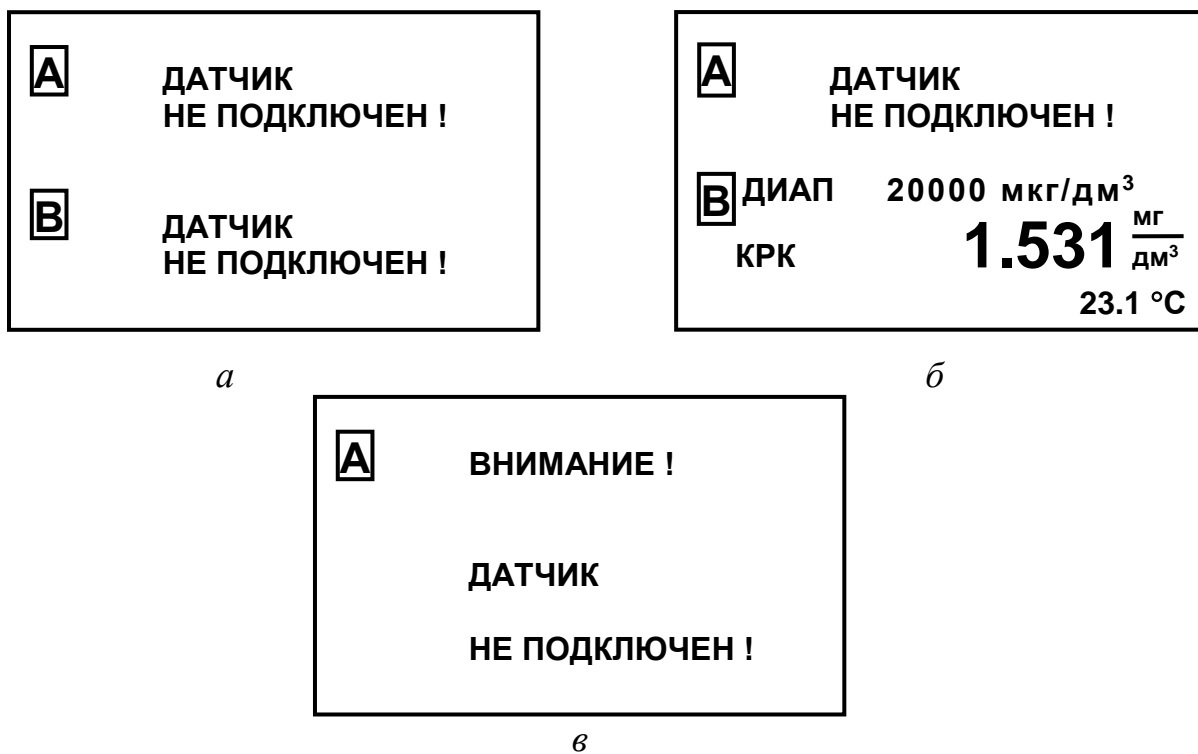 A ДАТЧИК
НЕ ПОДКЛЮЧЕН !
B ДАТЧИК
НЕ ПОДКЛЮЧЕН !
а
A ДАТЧИК
НЕ ПОДКЛЮЧЕН !
B ДИАП 20000 мкг/дм³
КРК 1.531 мг/дм³
23.1 °C
б
A ВНИМАНИЕ !
ДАТЧИК
НЕ ПОДКЛЮЧЕН !
в